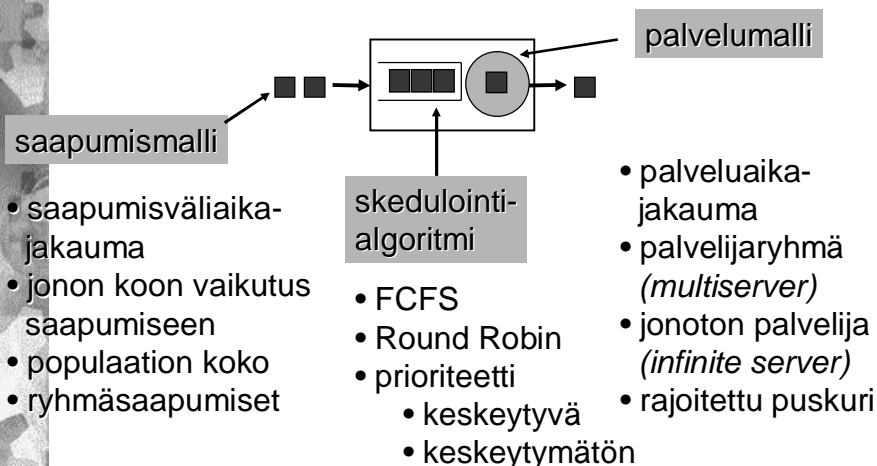 palvelumalli
saapumismalli
• saapumisväliaika-
jakauma
• jonon koon vaikutus
saapumiseen
• populaation koko
• ryhmäsaapumiset
skedulointi-
algoritmi
• FCFS
• Round Robin
• prioriteetti
• keskeytyvä
• keskeytymätön
• palveluaika-
jakauma
• palvelijaryhmä
(multiserver)
• jonoton palvelija
(infinite server)
• rajoitettu puskuri